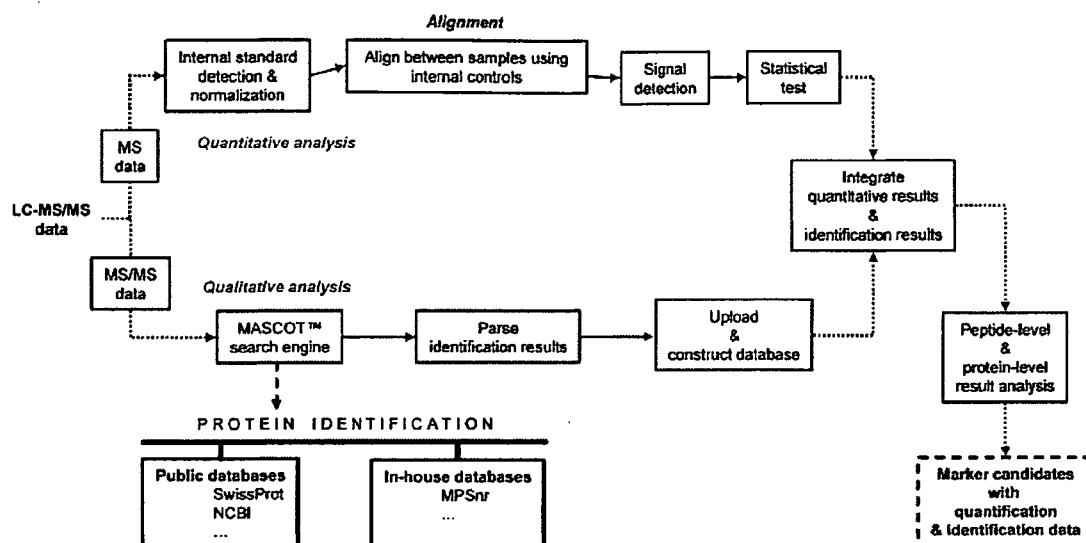 Alignment
Internal standard
detection &
normalization
Align between samples using
internal controls
Signal
detection
Statistical
test
Quantitative analysis
MS
data
LC-MS/MS
data
MS/MS
data
Integrate
quantitative results
&
identification results
Qualitative analysis
MASCOT™
search engine
Parse
identification results
Upload
&
construct database
Peptide-level
&
protein-level
result analysis
PROTEIN IDENTIFICATION
Public databases
SwissProt
NCBI
...
In-house databases
MPSnr
...
Marker candidates
with
quantification
& identification data